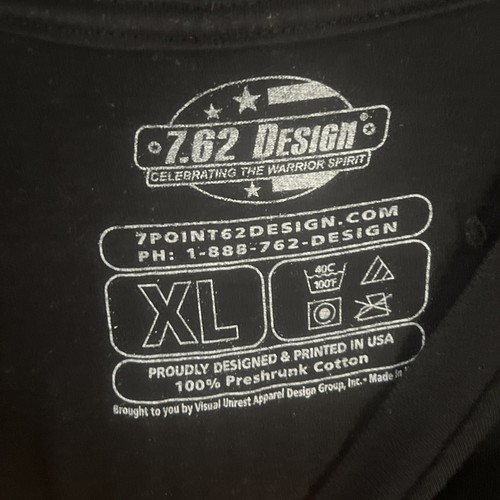 7.62 DESIGN®
CELEBRATING THE WARRIOR SPIRIT
7POINT62DESIGN.COM
PH: 1-888-762-DESIGN
XL
40C
100°F
PROUDLY DESIGNED & PRINTED IN USA
100% Preshrunk Cotton
Brought to you by Visual Unrest Apparel Design Group, Inc. • Made in